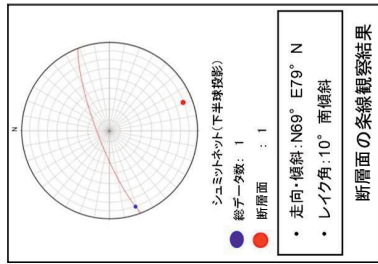 N
シュミットネット(下半球投影)
総データ数: 1
断層面 : 1
• 走向・傾斜:N69° E79° N
• レイク角:10° 南傾斜
断層面の条線観察結果